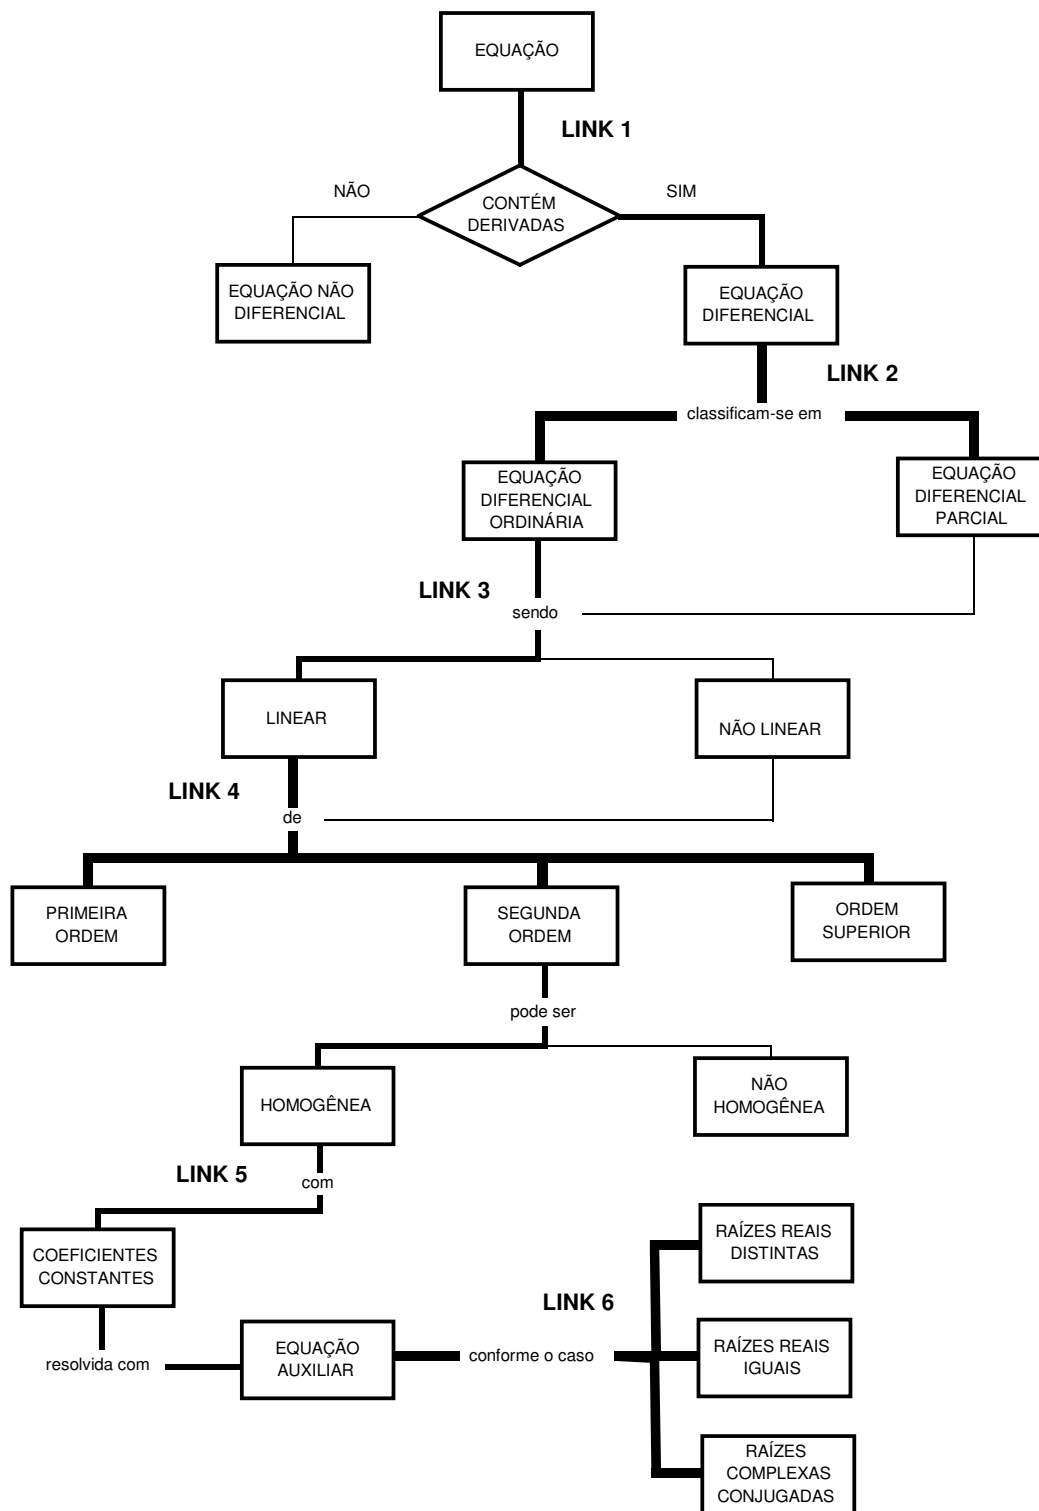 EQUAÇÃO
LINK 1
NÃO
SIM
CONTÉM
DERIVADAS
EQUAÇÃO NÃO
DIFERENCIAL
EQUAÇÃO
DIFERENCIAL
LINK 2
classificam-se em
EQUAÇÃO
DIFERENCIAL
ORDINÁRIA
EQUAÇÃO
DIFERENCIAL
PARCIAL
LINK 3
sendo
LINEAR
NÃO LINEAR
LINK 4
de
PRIMEIRA
ORDEM
SEGUNDA
ORDEM
ORDEM
SUPERIOR
pode ser
HOMOGÊNEA
NÃO
HOMOGÊNEA
LINK 5
com
COEFICIENTES
CONSTANTES
resolvida com
EQUAÇÃO
AUXILIAR
LINK 6
conforme o caso
RAÍZES REAIS
DISTINTAS
RAÍZES REAIS
IGUAIS
RAÍZES
COMPLEXAS
CONJUGADAS